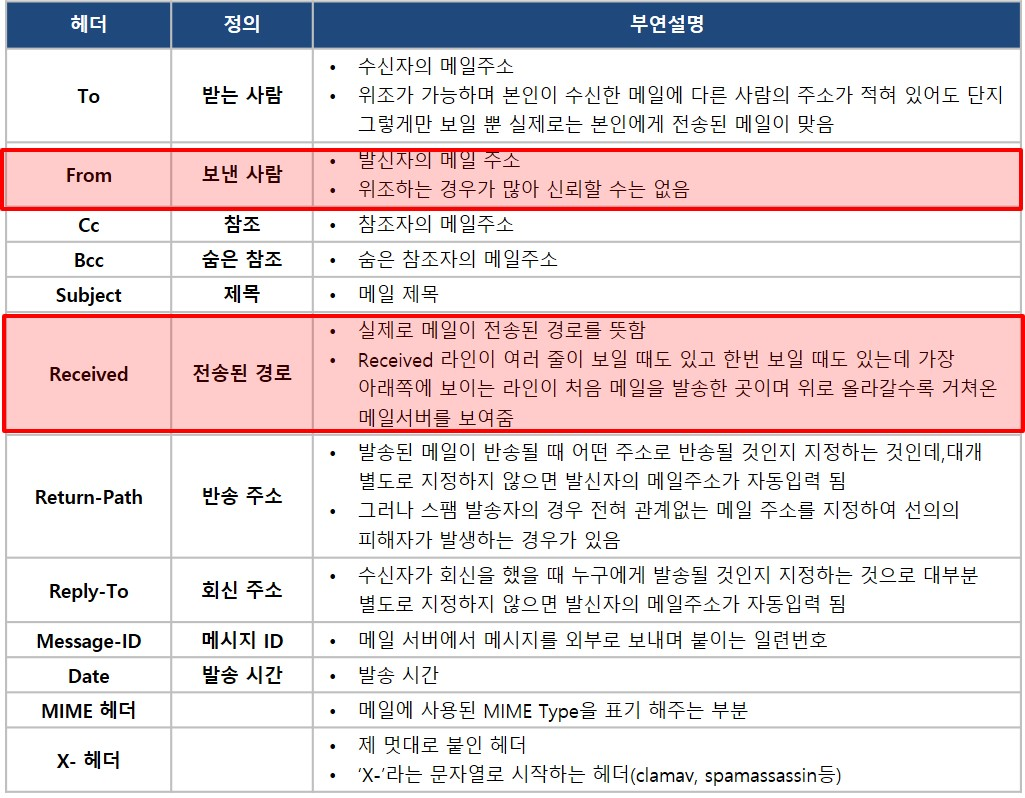 헤더 정의 부연설명
To 받는 사람
• 수신자의 메일주소
• 위조가 가능하며 본인이 수신한 메일에 다른 사람의 주소가 적혀 있어도 단지
그렇게만 보일 뿐 실제로는 본인에게 전송된 메일이 맞음
From 보낸 사람
• 발신자의 메일 주소
• 위조하는 경우가 많아 신뢰할 수는 없음
Cc 참조 • 참조자의 메일주소
Bcc 숨은 참조 • 숨은 참조자의 메일주소
Subject 제목 • 메일 제목
Received 전송된 경로
• 실제로 메일이 전송된 경로를 뜻함
• Received 라인이 여러 줄이 보일 때도 있고 한번 보일 때도 있는데 가장
아래쪽에 보이는 라인이 처음 메일을 발송한 곳이며 위로 올라갈수록 거쳐온
메일서버를 보여줌
Return-Path 반송 주소
• 발송된 메일이 반송될 때 어떤 주소로 반송될 것인지 지정하는 것인데,대개
별도로 지정하지 않으면 발신자의 메일주소가 자동입력 됨
• 그러나 스팸 발송자의 경우 전혀 관계없는 메일 주소를 지정하여 선의의
피해자가 발생하는 경우가 있음
Reply-To 회신 주소
• 수신자가 회신을 했을 때 누구에게 발송될 것인지 지정하는 것으로 대부분
별도로 지정하지 않으면 발신자의 메일주소가 자동입력 됨
Message-ID 메시지 ID • 메일 서버에서 메시지를 외부로 보내며 붙이는 일련번호
Date 발송 시간 • 발송 시간
MIME 헤더 • 메일에 사용된 MIME Type을 표기 해주는 부분
X- 헤더
• 제 멋대로 붙인 헤더
• ‘X-’라는 문자열로 시작하는 헤더(clamav, spamassassin등)